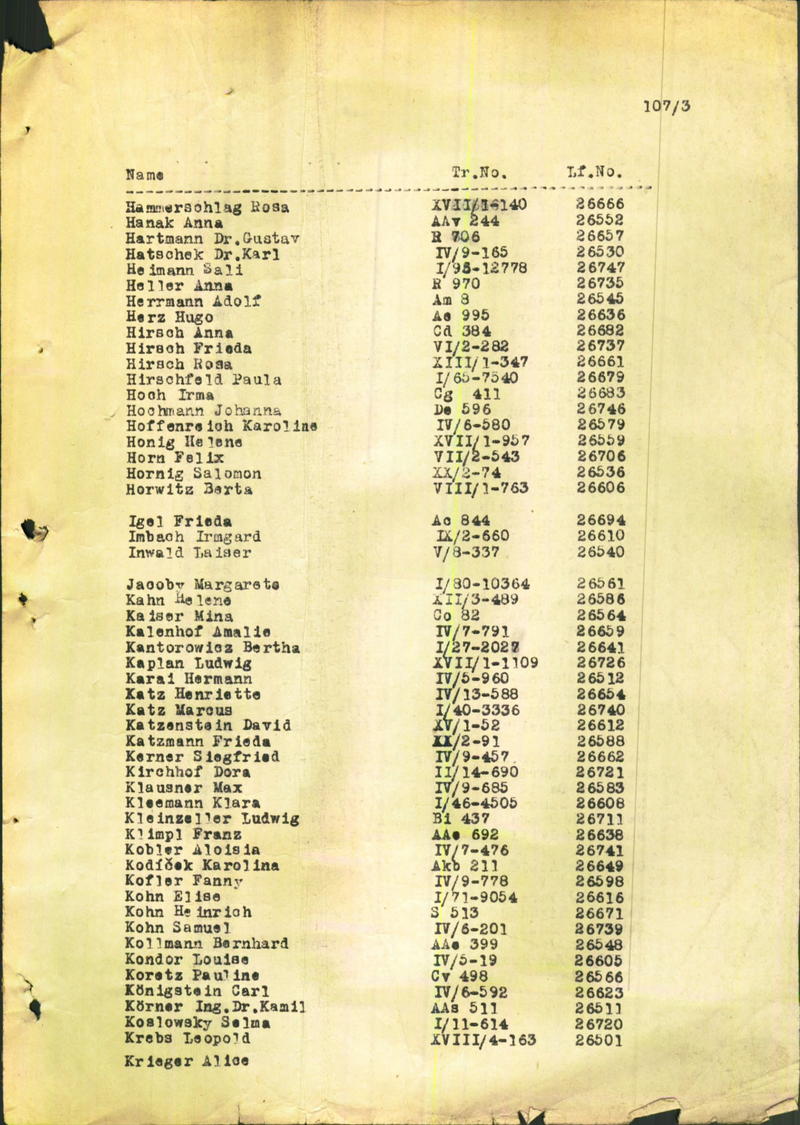 107/3
Name Tr.No. Lf.No.
Hammerschlag Rosa XVII/1-140 26666
Hanak Anna AAv 244 26552
Hartmann Dr.Gustav R 706 26657
Hatschek Dr.Karl IV/9-165 26530
Heimann Sali I/95-12778 26747
Heller Anna R 970 26735
Herrmann Adolf Am 8 26545
Herz Hugo Ae 995 26636
Hirsch Anna Cd 384 26682
Hirsch Frieda VI/2-282 26737
Hirsch Rosa XIII/1-347 26661
Hirschfeld Paula I/65-7540 26679
Hoch Irma Cg 411 26683
Hochmann Johanna De 596 26746
Hoffenreich Karoline IV/6-580 26579
Honig Helene XVII/1-957 26559
Horn Felix VII/2-543 26706
Hornig Salomon XX/2-74 26536
Horwitz Berta VIII/1-763 26606
Igel Frieda Ac 844 26694
Imbach Irmgard IX/2-660 26610
Inwald Laiser V/8-337 26540
Jacoby Margarete I/80-10364 26561
Kahn Helene XII/3-489 26586
Kaiser Mina Co 82 26564
Kalenhof Amalie IV/7-791 26659
Kantorowicz Bertha I/27-2027 26641
Kaplan Ludwig XVII/1-1109 26726
Karai Hermann IV/5-960 26512
Katz Henriette IV/13-588 26654
Katz Marcus I/40-3336 26740
Katzenstein David XV/1-52 26612
Katzmann Frieda XX/2-91 26588
Kerner Siegfried IV/9-457 26662
Kirchhof Dora II/14-690 26721
Klausner Max IV/9-685 26583
Kleemann Klara I/46-4505 26608
Kleinzeller Ludwig Bi 437 26711
Klimpl Franz AAe 692 26638
Kobler Aloisia IV/7-476 26741
Kodíček Karolina Akb 211 26649
Kofler Fanny IV/9-778 26598
Kohn Elise I/71-9054 26616
Kohn Heinrich S 513 26671
Kohn Samuel IV/6-201 26739
Kollmann Bernhard AAe 399 26548
Kondor Louise IV/5-19 26605
Koretz Pauline Cv 498 26566
Königstein Carl IV/6-592 26623
Körner Ing.Dr.Kamil AAs 511 26511
Koslowsky Selma I/11-614 26720
Krebs Leopold XVIII/4-163 26501
Krieger Alice